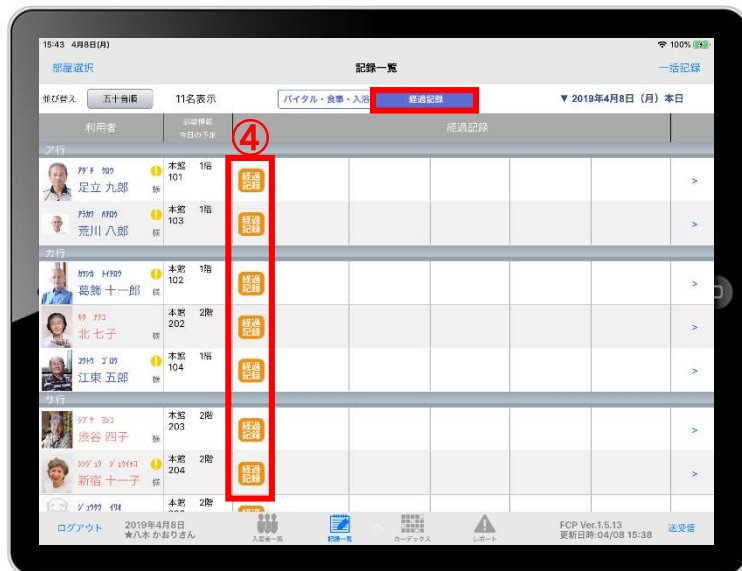 15:43 4月8日(月) 100%
部屋選択 記録一覧 一括記録
並び替え 五十音順 11名表示 バイタル・食事・入浴 経過記録 ▼ 2019年4月8日（月）本日
利用者 部屋情報 今日の予定 ④ 経過記録
ア行
ｱﾀﾞﾁ ｸﾛｳ 本館 1階
足立 九郎 様 101 経過記録 >
ｱﾗｶﾜ ﾊﾁﾛｳ 本館 1階
荒川 八郎 様 103 経過記録 >
カ行
ｶﾂｼｶ ﾄｲﾁﾛｳ 本館 1階
葛飾 十一郎 様 102 経過記録 >
ｷﾀ ﾅﾅｺ 本館 2階
北 七子 様 202 経過記録 >
ｺｳﾄｳ ｺﾞﾛｳ 本館 1階
江東 五郎 様 104 経過記録 >
サ行
ｼﾌﾞﾔ ﾖﾝｺ 本館 2階
渋谷 四子 様 203 経過記録 >
ｼﾝｼﾞｭｸ ｼﾞｭｳｲﾁｺ 本館 2階
新宿 十一子 様 204 経過記録 >
本館 2階
ログアウト 2019年4月8日 ★八木 かおりさん 入居者一覧 記録一覧 カーデックス レポート FCP Ver.1.5.13 更新日時:04/08 15:38 送受信